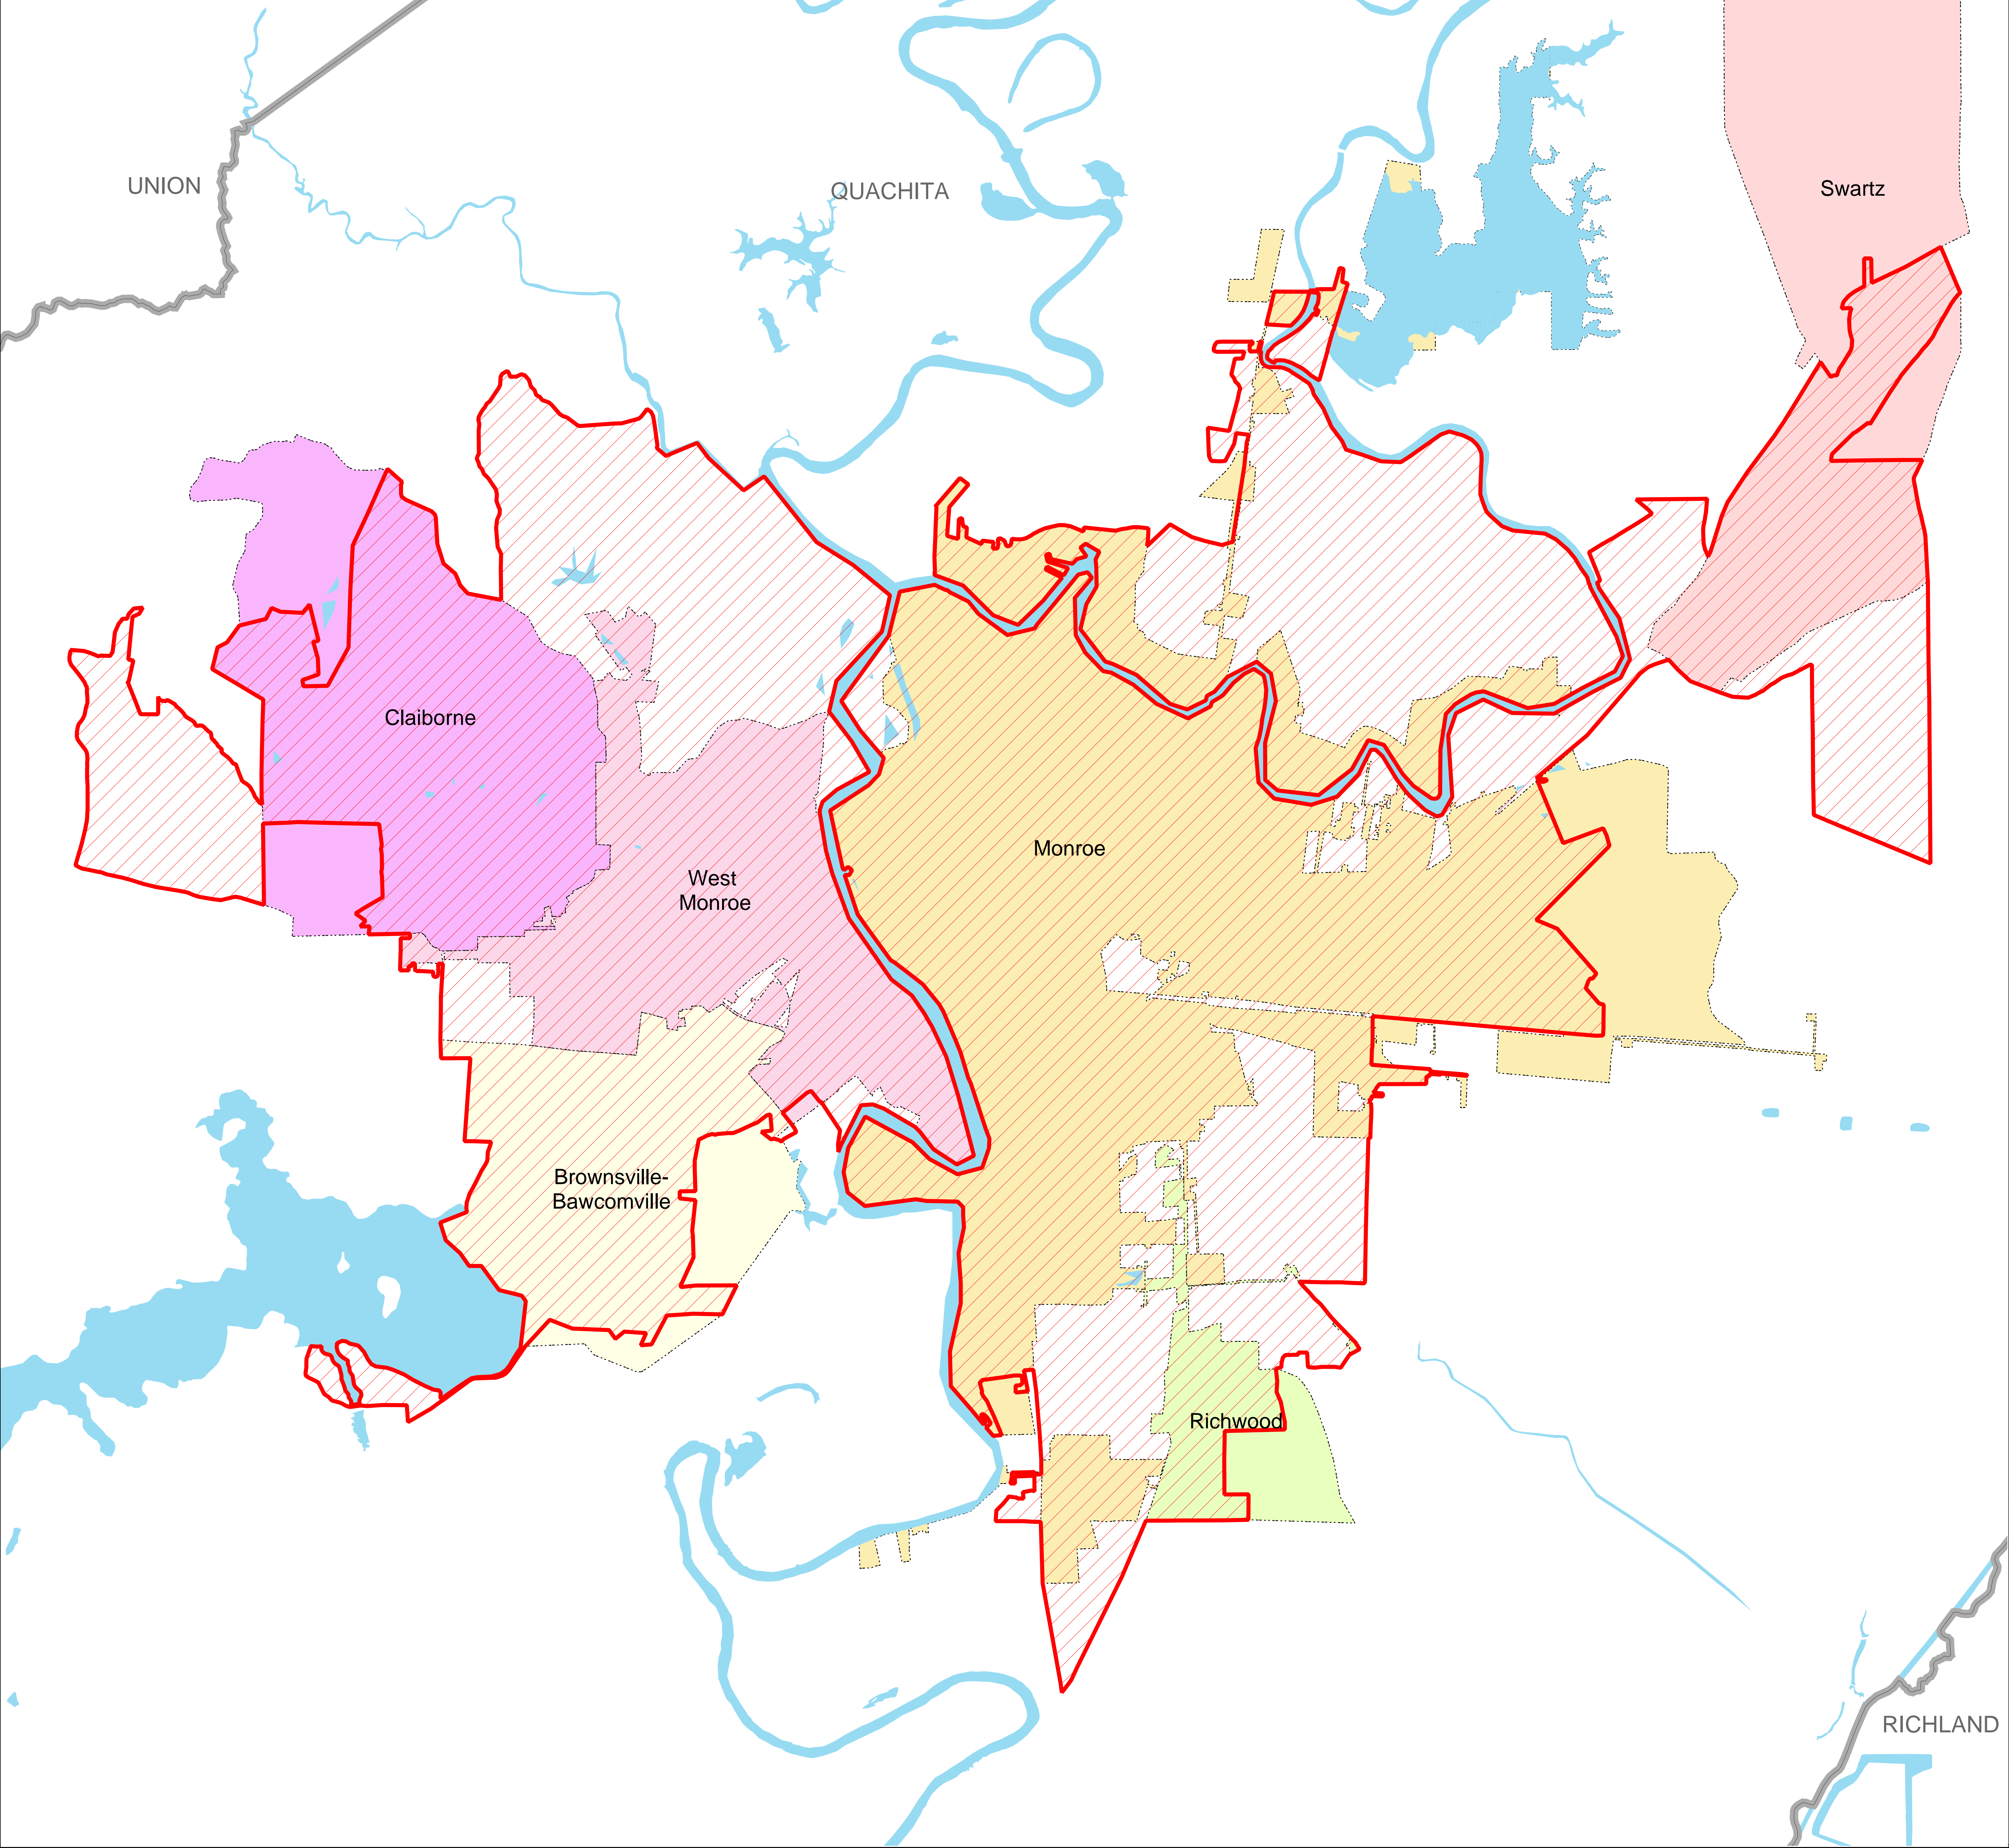 UNION
QUACHITA
Swartz
Claiborne
Monroe
West
Monroe
Brownsville-
Bawcomville
Richwood
RICHLAND